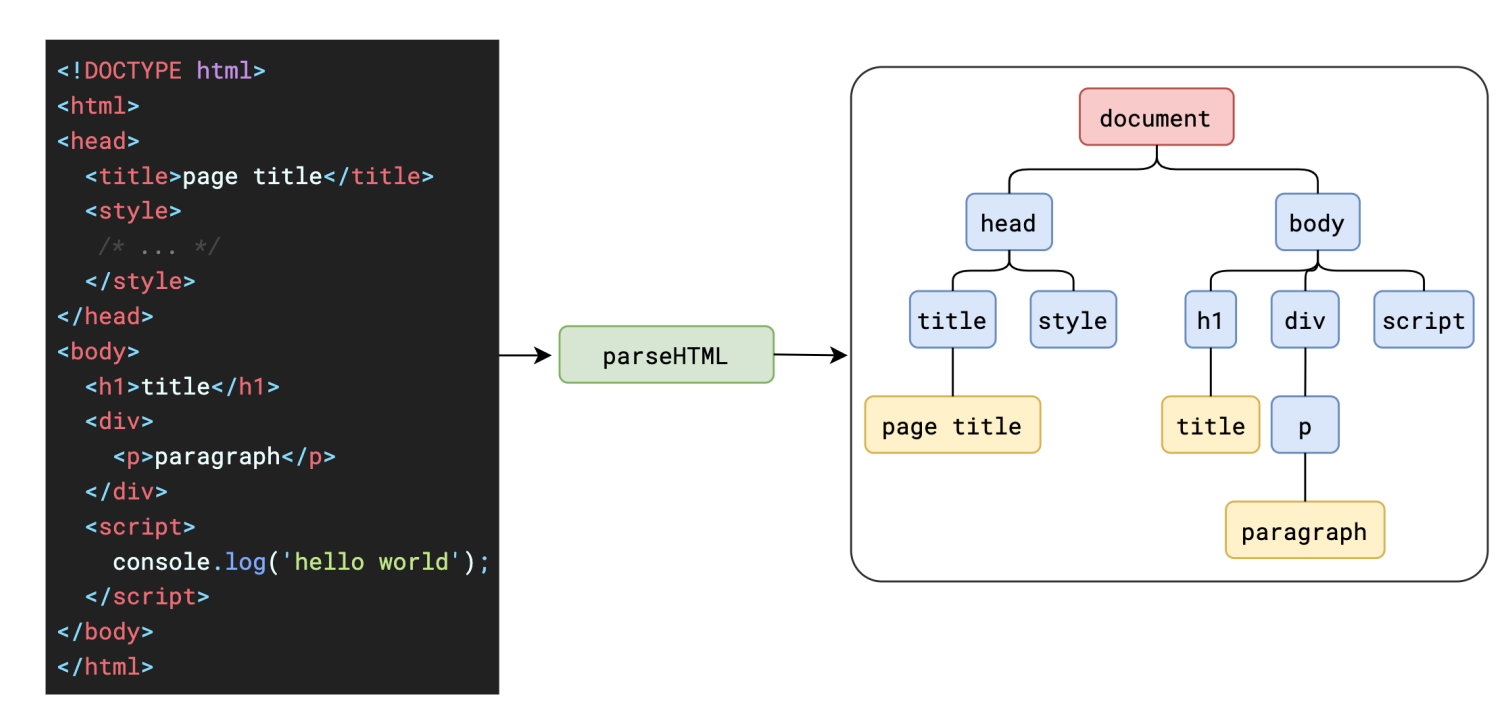 <!DOCTYPE html>
<html>
<head>
  <title>page title</title>
  <style>
   /* ... */
  </style>
</head>
<body>
  <h1>title</h1>
  <div>
    <p>paragraph</p>
  </div>
  <script>
    console.log('hello world');
  </script>
</body>
</html>
parseHTML
document
head
body
title
style
h1
div
script
page title
title
p
paragraph